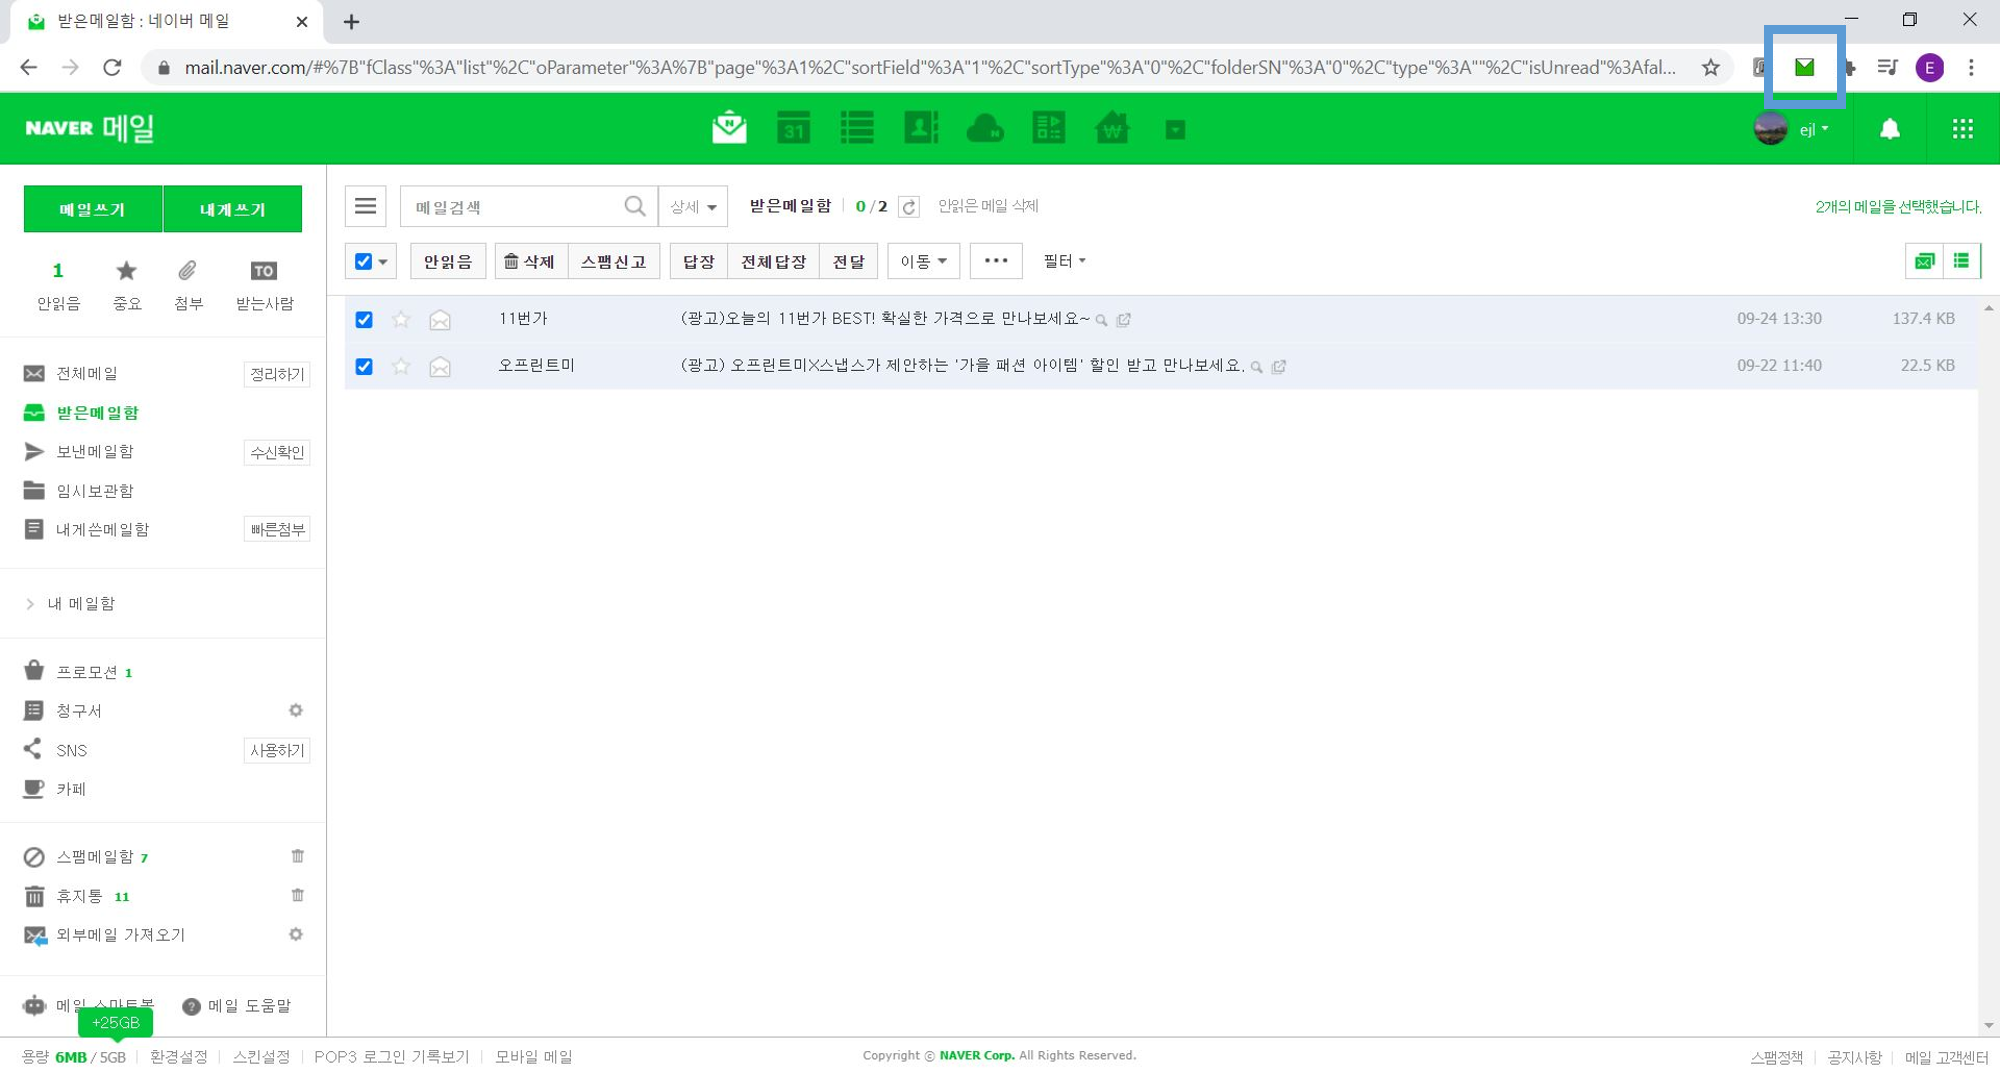 받은메일함 : 네이버 메일
mail.naver.com/#%7B"fClass"%3A"list"%2C"oParameter"%3A%7B"page"%3A1%2C"sortField"%3A"1"%2C"sortType"%3A"0"%2C"folderSN"%3A"0"%2C"type"%3A""%2C"isUnread"%3Afal...
E
NAVER 메일
31
N
W
ejl
메일쓰기
내게쓰기
메일검색
상세
받은메일함
0/2
안읽은 메일 삭제
2개의 메일을 선택했습니다.
안읽음
삭제
스팸신고
답장
전체답장
전달
이동
필터
1
안읽음
중요
첨부
TO
받는사람
11번가
(광고)오늘의 11번가 BEST! 확실한 가격으로 만나보세요~
09-24 13:30
137.4 KB
오프린트미
(광고) 오프린트미X스냅스가 제안하는 '가을 패션 아이템' 할인 받고 만나보세요.
09-22 11:40
22.5 KB
전체메일
정리하기
받은메일함
보낸메일함
수신확인
임시보관함
내게쓴메일함
빠른첨부
내 메일함
프로모션 1
청구서
SNS
사용하기
카페
스팸메일함 7
휴지통 11
외부메일 가져오기
메일 스마트봇
메일 도움말
+25GB
용량 6MB / 5GB
환경설정
스킨설정
POP3 로그인 기록보기
모바일 메일
Copyright © NAVER Corp. All Rights Reserved.
스팸정책
공지사항
메일 고객센터